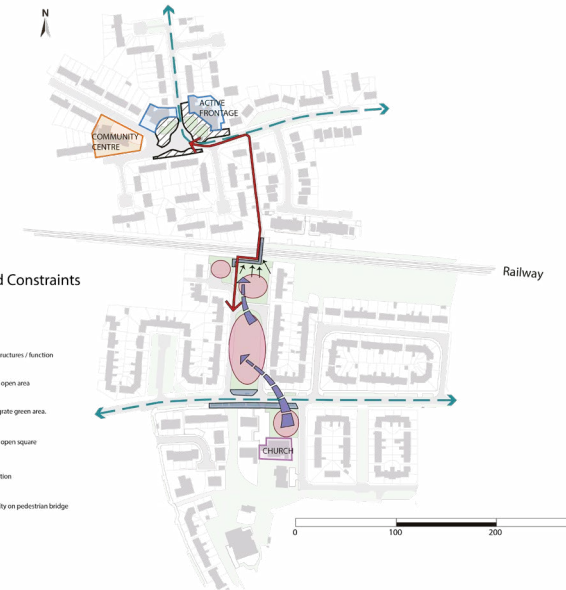 N
ACTIVE
FRONTAGE
COMMUNITY
CENTRE
Railway
d Constraints
ructures / function
open area
grate green area.
open square
tion
ity on pedestrian bridge
CHURCH
0 100 200